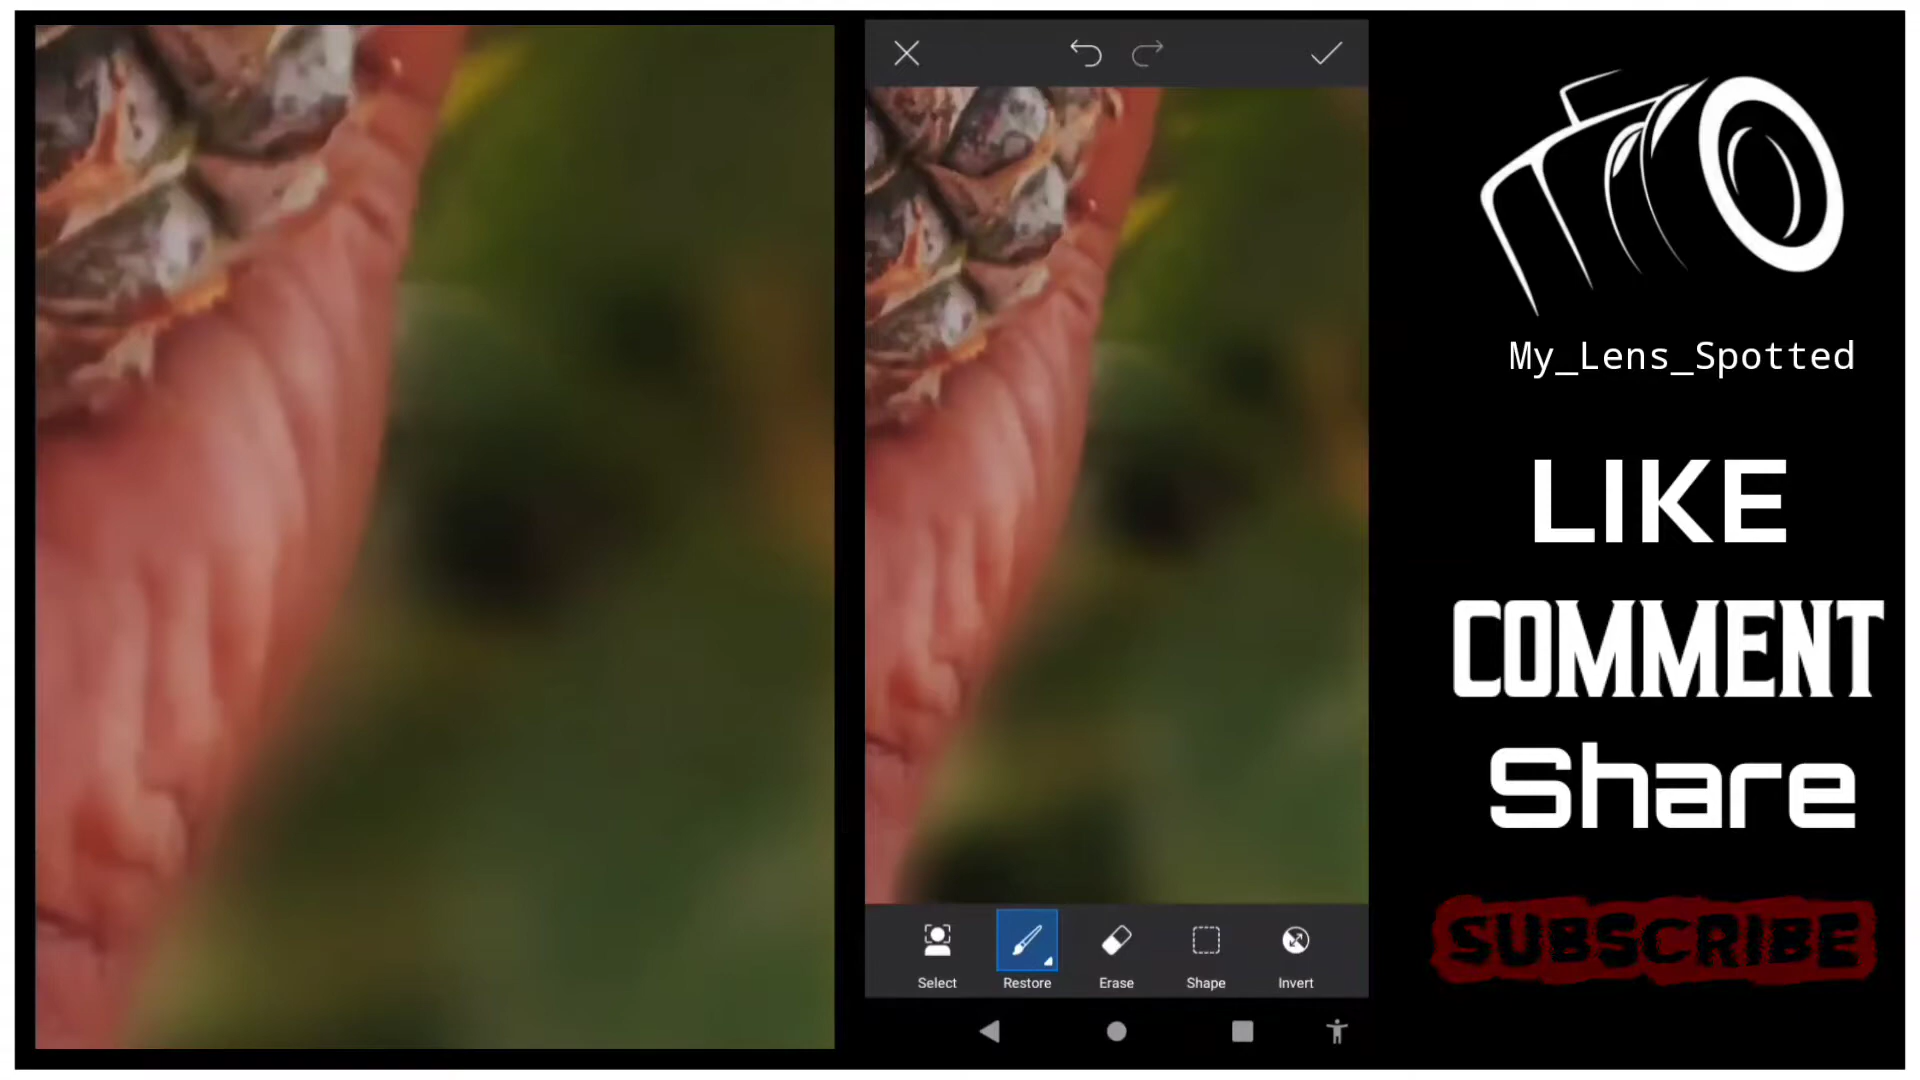 My_Lens_Spotted
LIKE
COMMENT
Share
SUBSCRIBE
Select
Restore
Erase
Shape
Invert